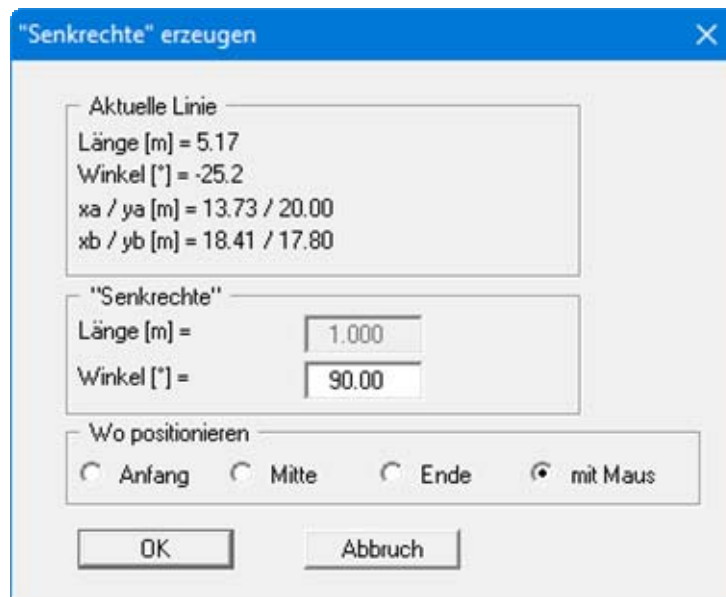 "Senkrechte" erzeugen
Aktuelle Linie
Länge [m] = 5.17
Winkel [°] = -25.2
xa / ya [m] = 13.73 / 20.00
xb / yb [m] = 18.41 / 17.80
"Senkrechte"
Länge [m] = 1.000
Winkel [°] = 90.00
Wo positionieren
Anfang Mitte Ende mit Maus
OK Abbruch